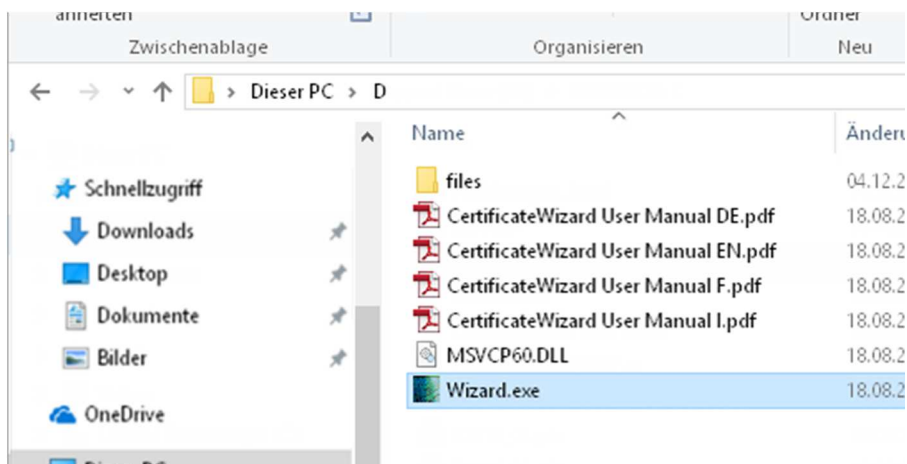 Ordner
Zwischenablage
Organisieren
Neu
Dieser PC > D
Name
Schnellzugriff
Downloads
Desktop
Dokumente
Bilder
OneDrive
files
04.12.2
CertificateWizard User Manual DE.pdf
18.08.2
CertificateWizard User Manual EN.pdf
18.08.2
CertificateWizard User Manual F.pdf
18.08.2
CertificateWizard User Manual I.pdf
18.08.2
MSVCP60.DLL
18.08.2
Wizard.exe
18.08.2